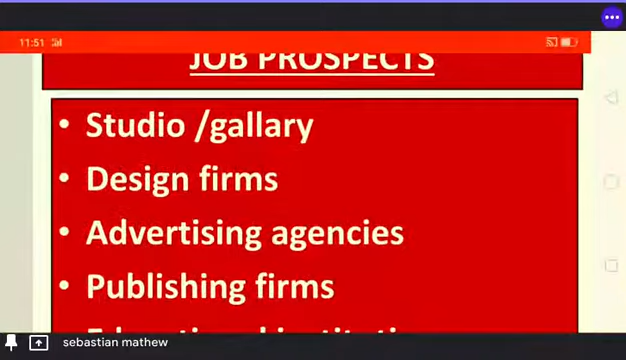 11:51
JOB PROSPECTS
• Studio /gallary
• Design firms
• Advertising agencies
• Publishing firms
sebastian mathew